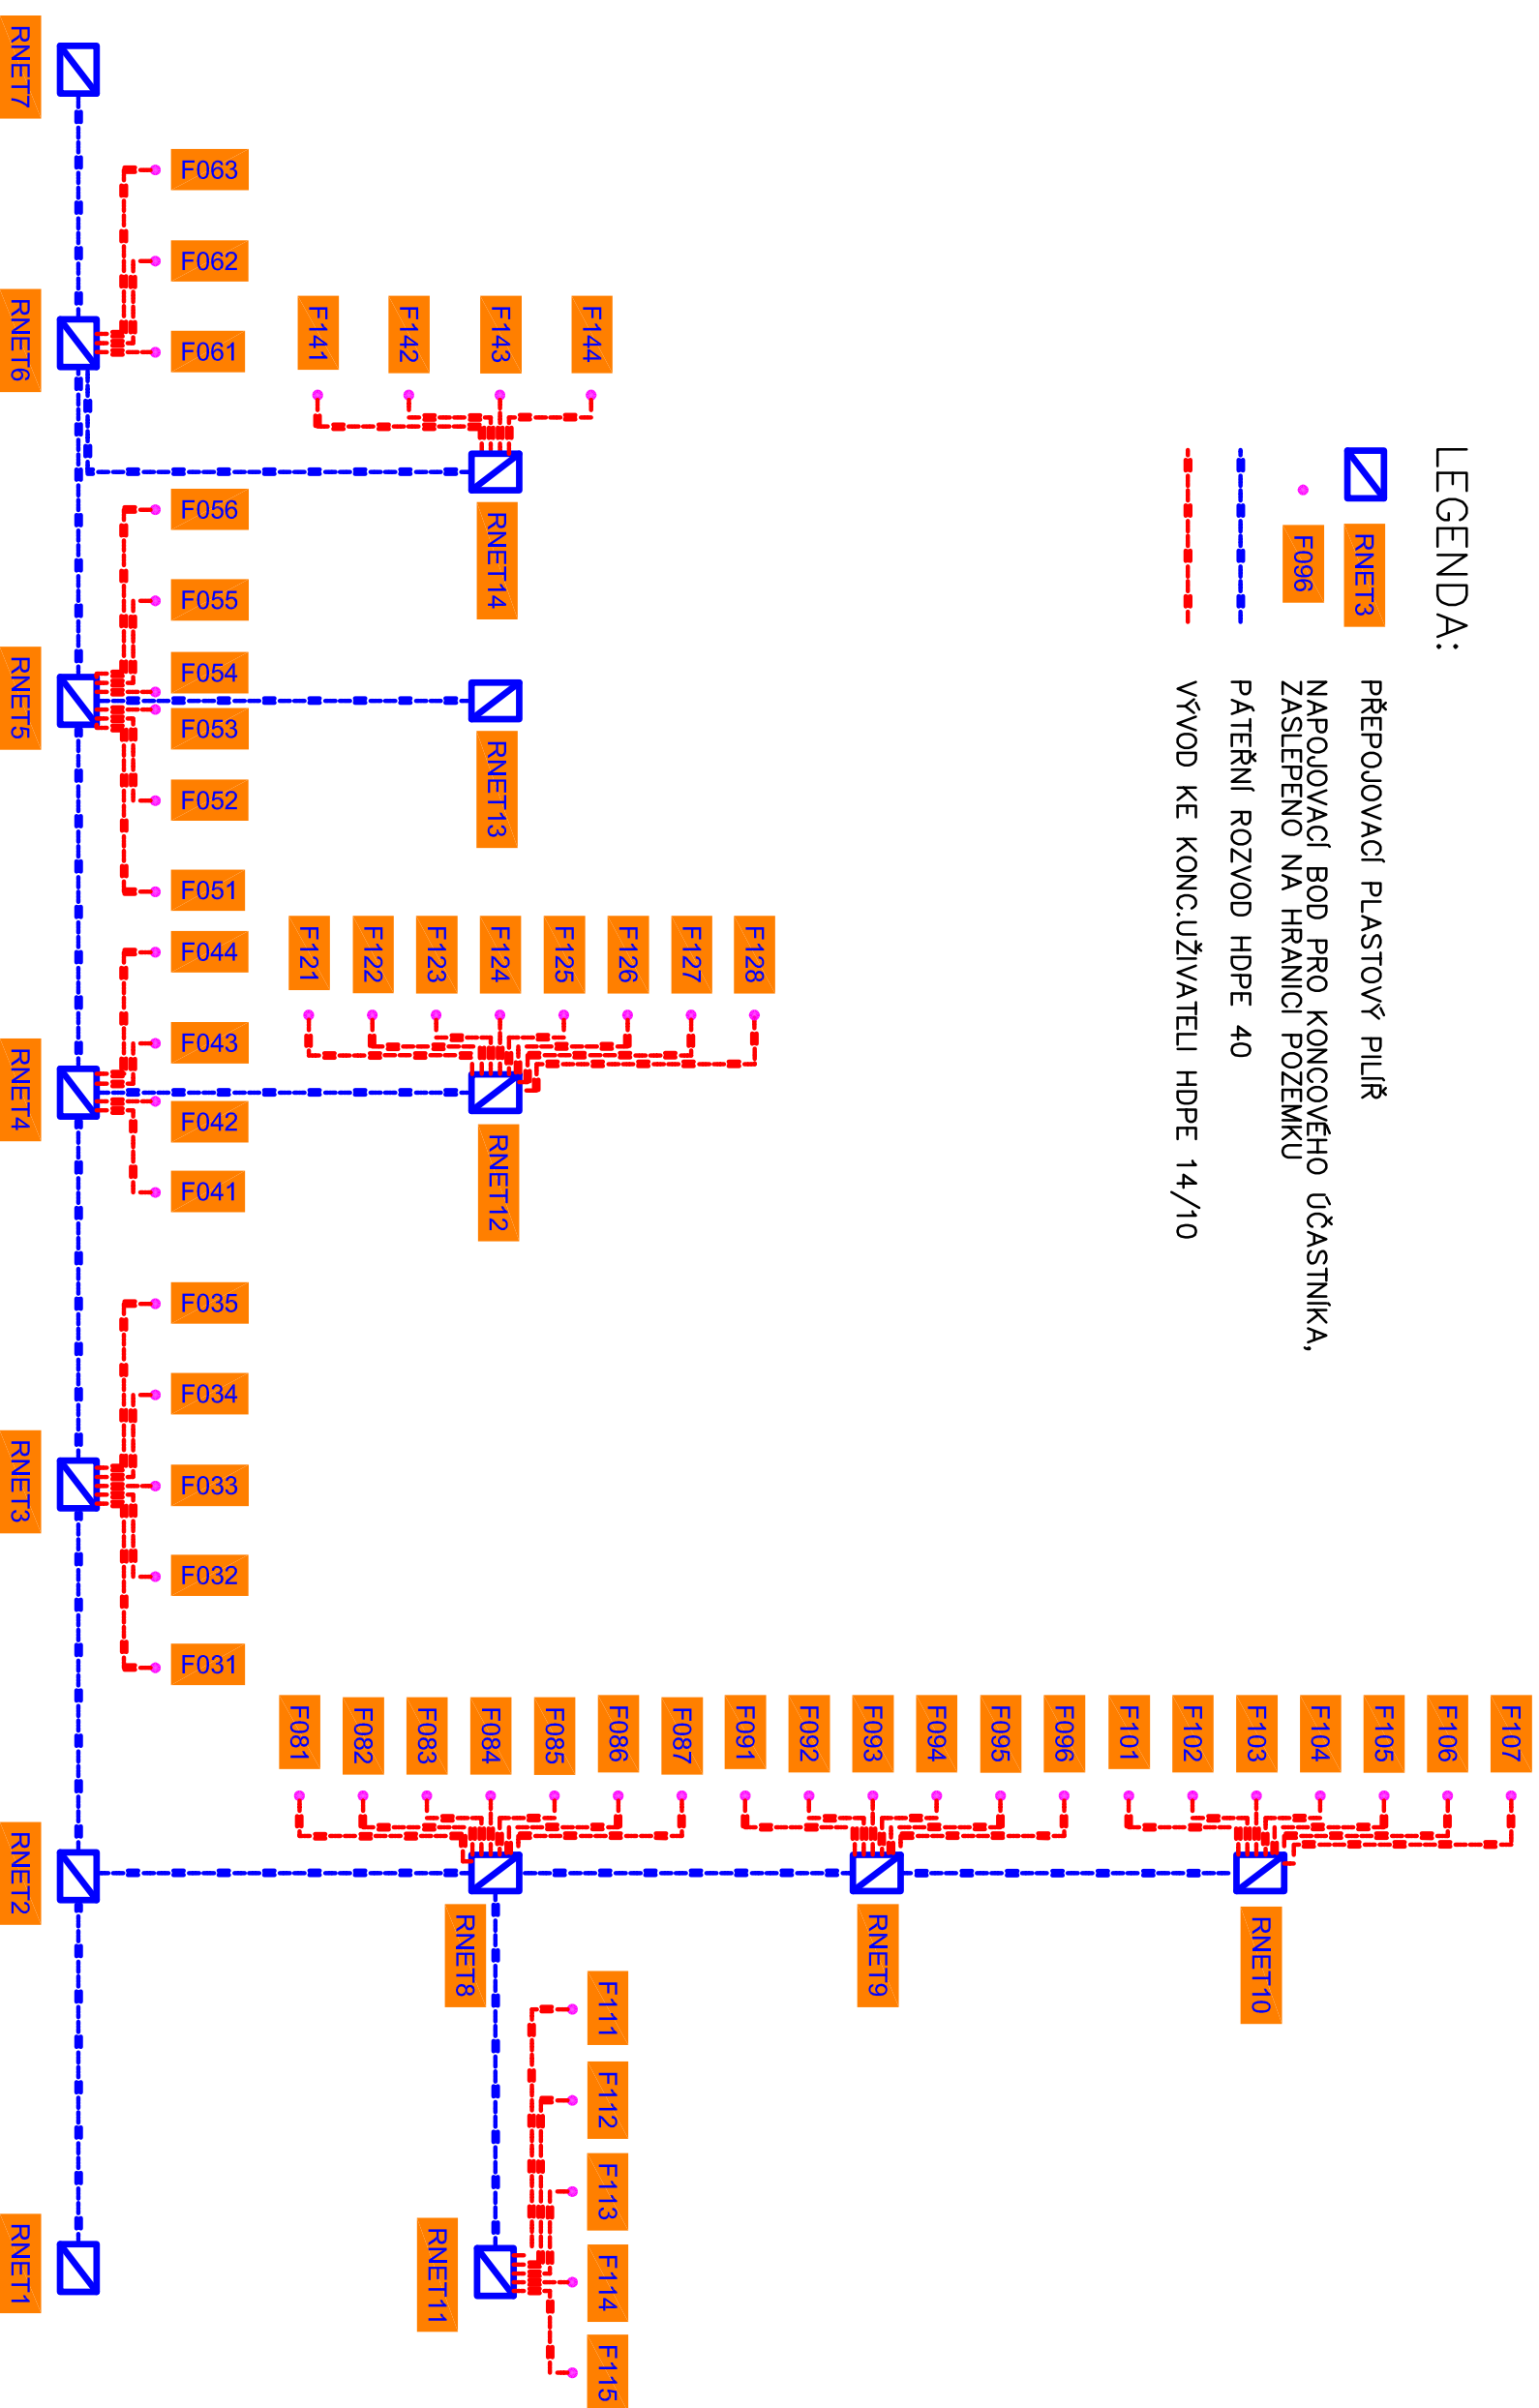 LEGENDA:
RNET3
PŘEPOJOVACÍ PLASTOVÝ PILÍŘ
F096
NAPOJOVACÍ BOD PRO KONCOVÉHO ÚČASTNÍKA,
ZASLEPENO NA HRANICI POZEMKU
PÁTEŘNÍ ROZVOD HDPE 40
VÝVOD KE KONC.UŽIVATELI HDPE 14/10
F107
F106
F105
F104
F103
F102
F101
RNET10
F096
F095
F094
F093
F092
F091
RNET9
F087
F086
F085
F084
F083
F082
F081
RNET8
F111
F112
F113
F114
F115
RNET11
F128
F127
F126
F125
F124
F123
F122
F121
RNET12
RNET13
F144
F143
F142
F141
RNET14
F063
F062
F061
F056
F055
F054
F053
F052
F051
F044
F043
F042
F041
F035
F034
F033
F032
F031
RNET7
RNET6
RNET5
RNET4
RNET3
RNET2
RNET1